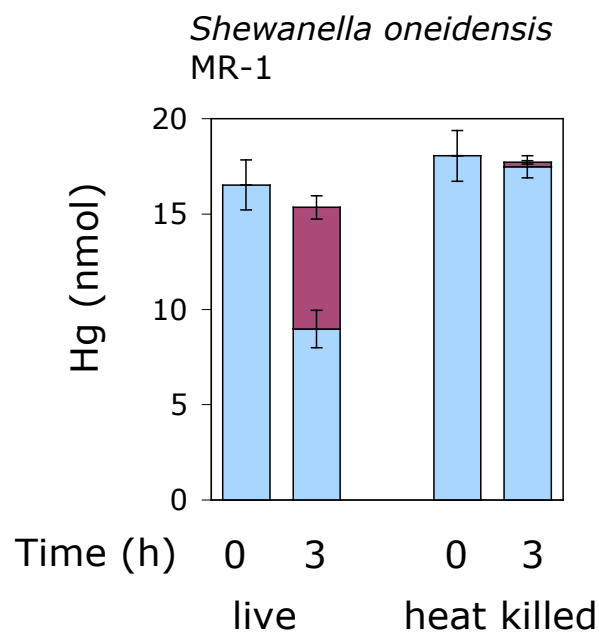 Shewanella oneidensis
MR-1
20
15
10
5
0
Hg (nmol)
Time (h) 0 3 0 3
live heat killed